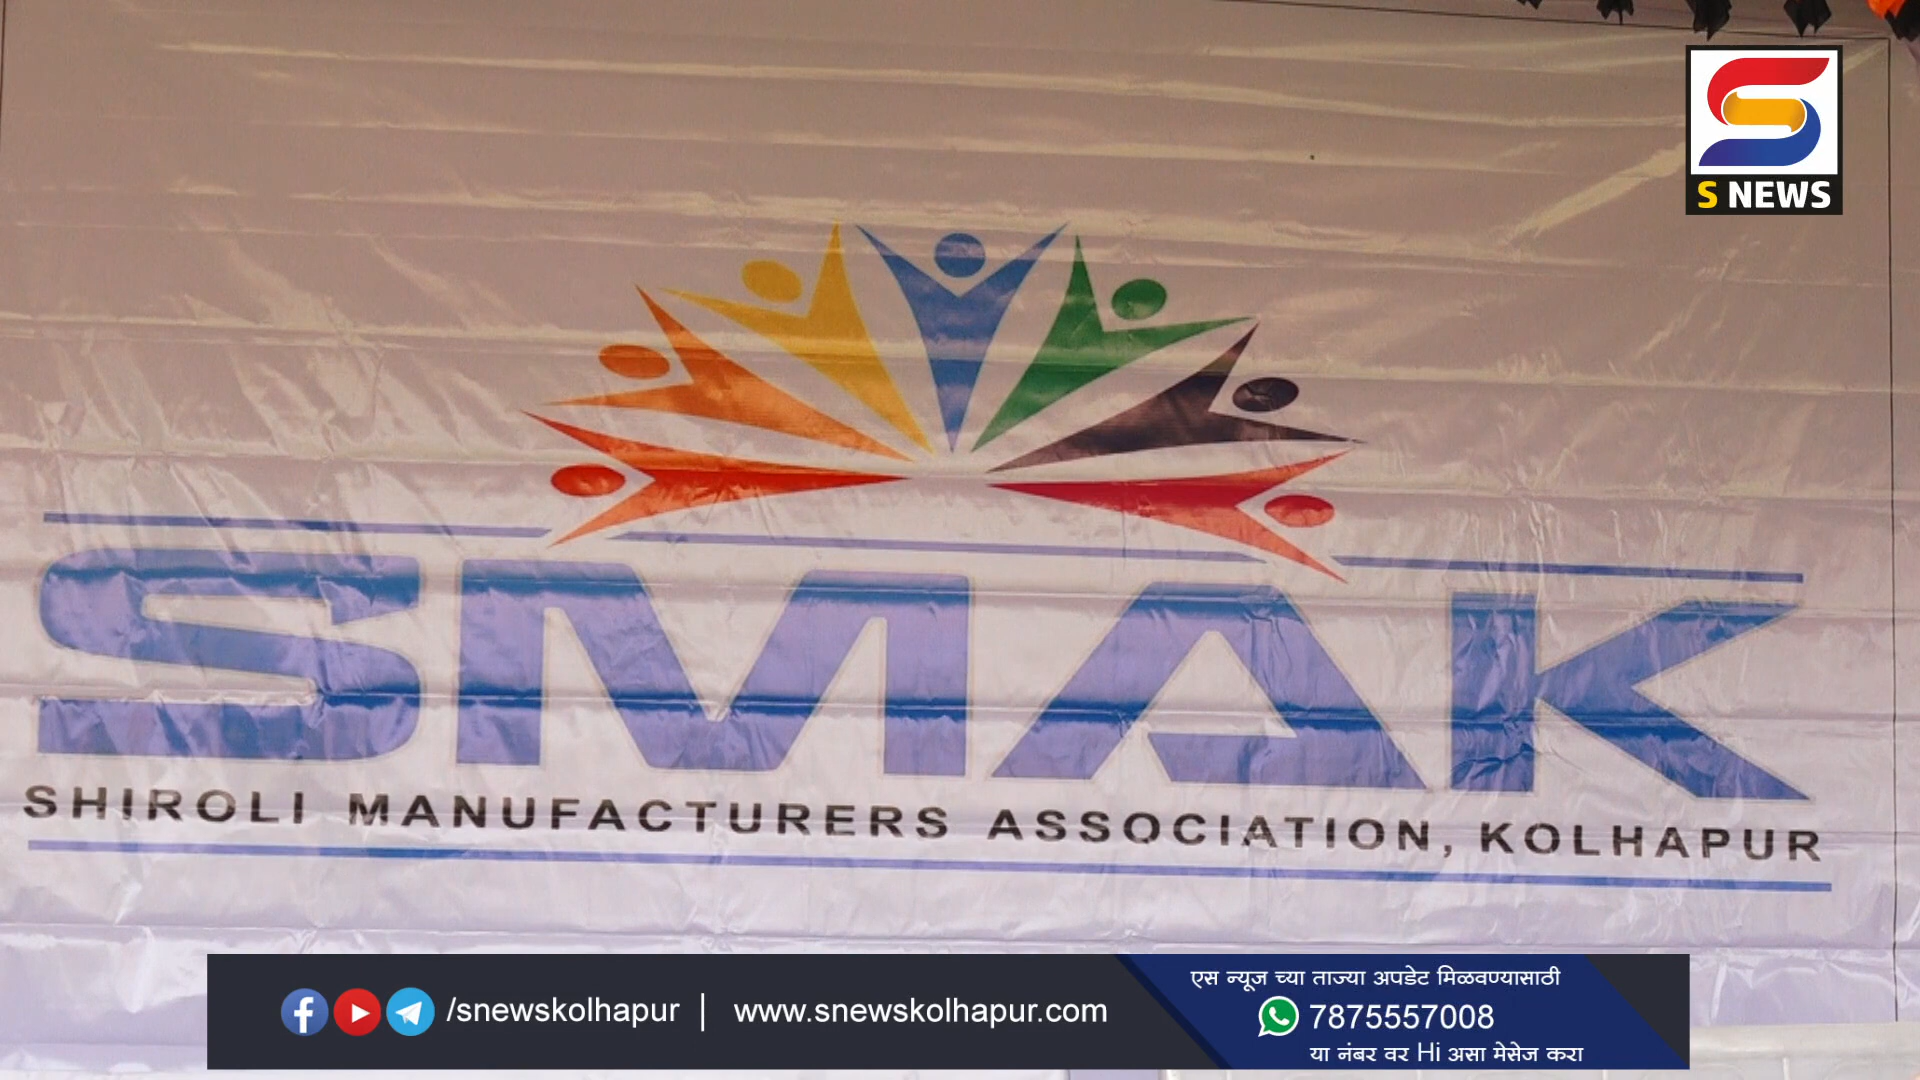 S NEWS
SMAK
SHIROLI MANUFACTURERS ASSOCIATION, KOLHAPUR
/snewskolhapur | www.snewskolhapur.com
एस न्यूज च्या ताज्या अपडेट मिळवण्यासाठी
7875557008
या नंबर वर Hi असा मेसेज करा